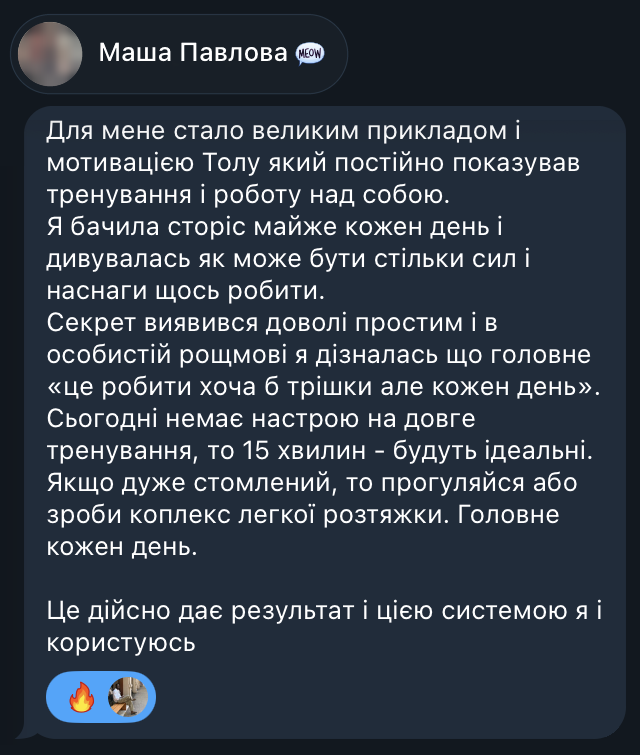 Маша Павлова MEOW
Для мене стало великим прикладом і
мотивацією Толу який постійно показував
тренування і роботу над собою.
Я бачила сторіс майже кожен день і
дивувалась як може бути стільки сил і
наснаги щось робити.
Секрет виявився доволі простим і в
особистій рощмові я дізналась що головне
«це робити хоча б трішки але кожен день».
Сьогодні немає настрою на довге
тренування, то 15 хвилин - будуть ідеальні.
Якщо дуже стомлений, то прогуляйся або
зроби коплекс легкої розтяжки. Головне
кожен день.
Це дійсно дає результат і цією системою я і
користуюсь